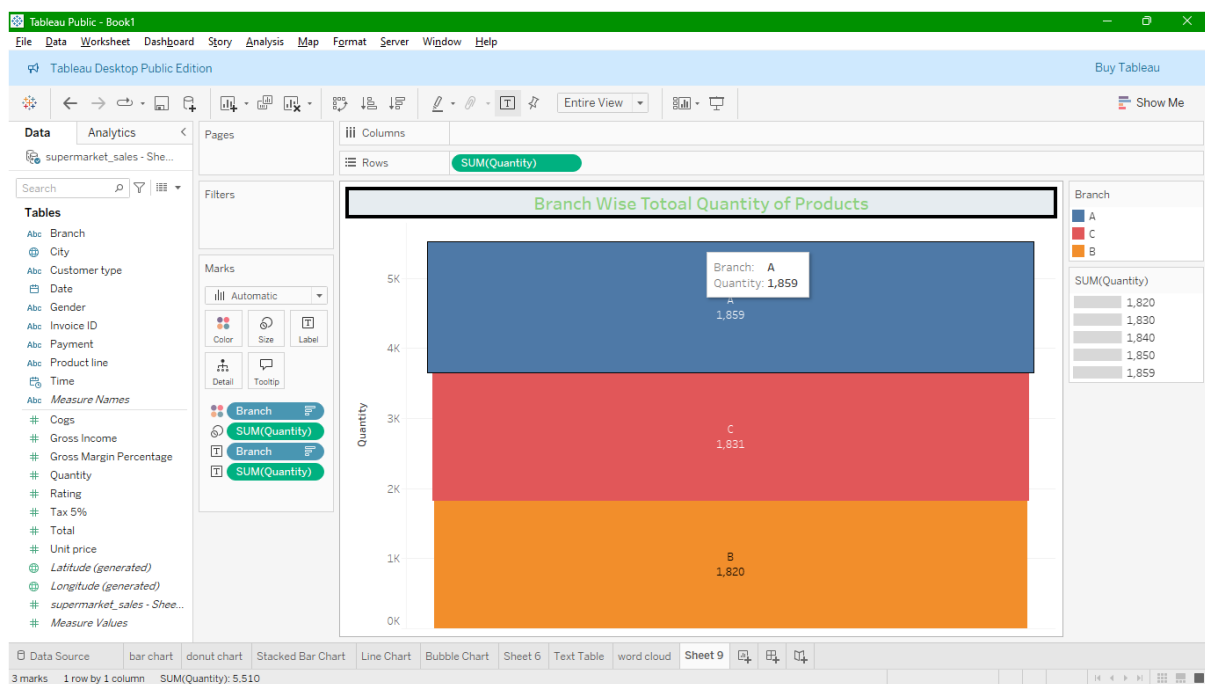 Tableau Public - Book1
File Data Worksheet Dashboard Story Analysis Map Format Server Window Help
Tableau Desktop Public Edition
Buy Tableau
Entire View
Show Me
Data Analytics
supermarket_sales - She...
Search
Tables
Abc Branch
City
Abc Customer type
Date
Abc Gender
Abc Invoice ID
Abc Payment
Abc Product line
Time
Abc Measure Names
# Cogs
# Gross Income
# Gross Margin Percentage
# Quantity
# Rating
# Tax 5%
# Total
# Unit price
Latitude (generated)
Longitude (generated)
# supermarket_sales - Shee...
# Measure Values
Pages
Filters
Marks
Automatic
Color Size Label
Detail Tooltip
Branch
SUM(Quantity)
Branch
SUM(Quantity)
Columns
Rows SUM(Quantity)
Branch Wise Totoal Quantity of Products
Quantity
5K
4K
3K
2K
1K
0K
Branch: A
Quantity: 1,859
A
1,859
C
1,831
B
1,820
Branch
A
C
B
SUM(Quantity)
1,820
1,830
1,840
1,850
1,859
Data Source bar chart donut chart Stacked Bar Chart Line Chart Bubble Chart Sheet 6 Text Table word cloud Sheet 9
3 marks 1 row by 1 column SUM(Quantity): 5,510